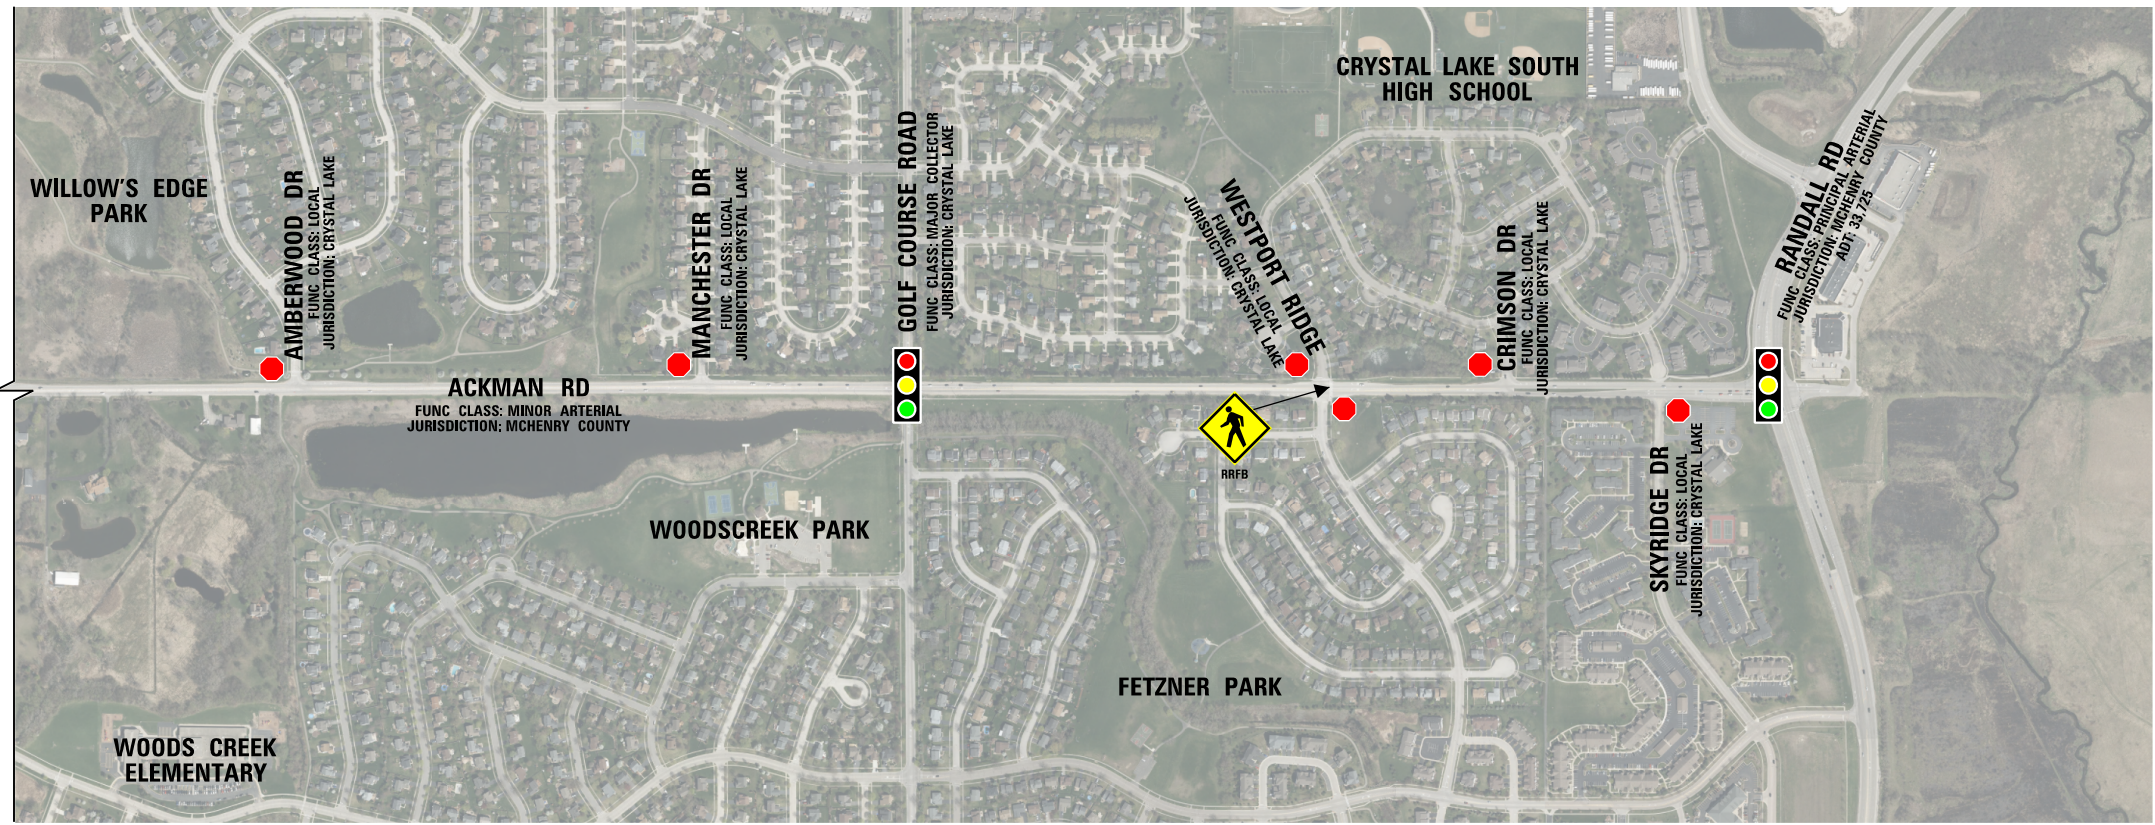 CRYSTAL LAKE SOUTH
HIGH SCHOOL
WILLOW'S EDGE
PARK
AMBERWOOD DR
FUNC CLASS: LOCAL
JURISDICTION: CRYSTAL LAKE
MANCHESTER DR
FUNC CLASS: LOCAL
JURISDICTION: CRYSTAL LAKE
GOLF COURSE ROAD
FUNC CLASS: MAJOR COLLECTOR
JURISIDICTION: CRYSTAL LAKE
WESTPORT RIDGE
FUNC CLASS: LOCAL
JURISDICTION: CRYSTAL LAKE
CRIMSON DR
FUNC CLASS: LOCAL
JURISDICTION: CRYSTAL LAKE
RANDALL RD
FUNC CLASS: PRINCIPAL ARTERIAL
JURISDICTION: MCHENRY COUNTY
ADT: 33,725
ACKMAN RD
FUNC CLASS: MINOR ARTERIAL
JURISDICTION: MCHENRY COUNTY
RRFB
SKYRIDGE DR
FUNC CLASS: LOCAL
JURISDICTION: CRYSTAL LAKE
WOODSCREEK PARK
FETZNER PARK
WOODS CREEK
ELEMENTARY